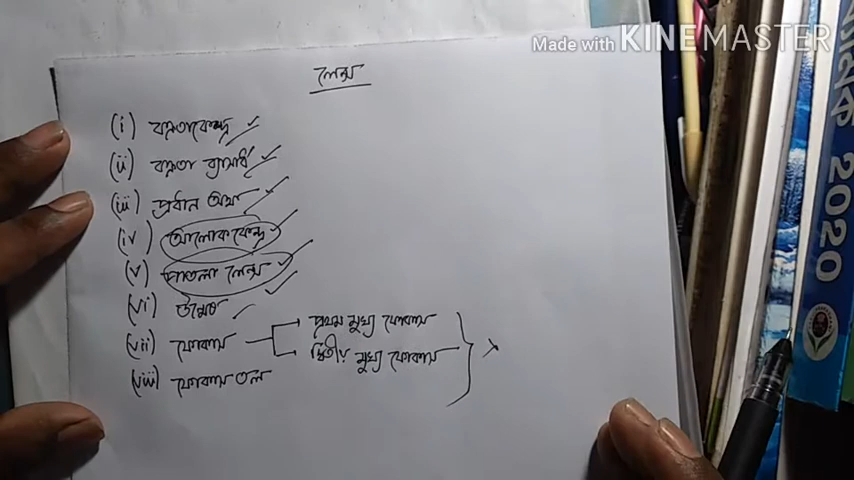 Made with KINEMASTER
লেন্স
(i) বক্রতাকেন্দ্র
(ii) বক্রতা ব্যাসার্ধ
(iii) প্রধান অক্ষ
(iv) আলোক কেন্দ্র
(v) পাতলা লেন্স
(vi) উন্মেষ
(vii) ফোকাস
প্রথম মুখ্য ফোকাস
দ্বিতীয় মুখ্য ফোকাস
(viii) ফোকাস তল
2020